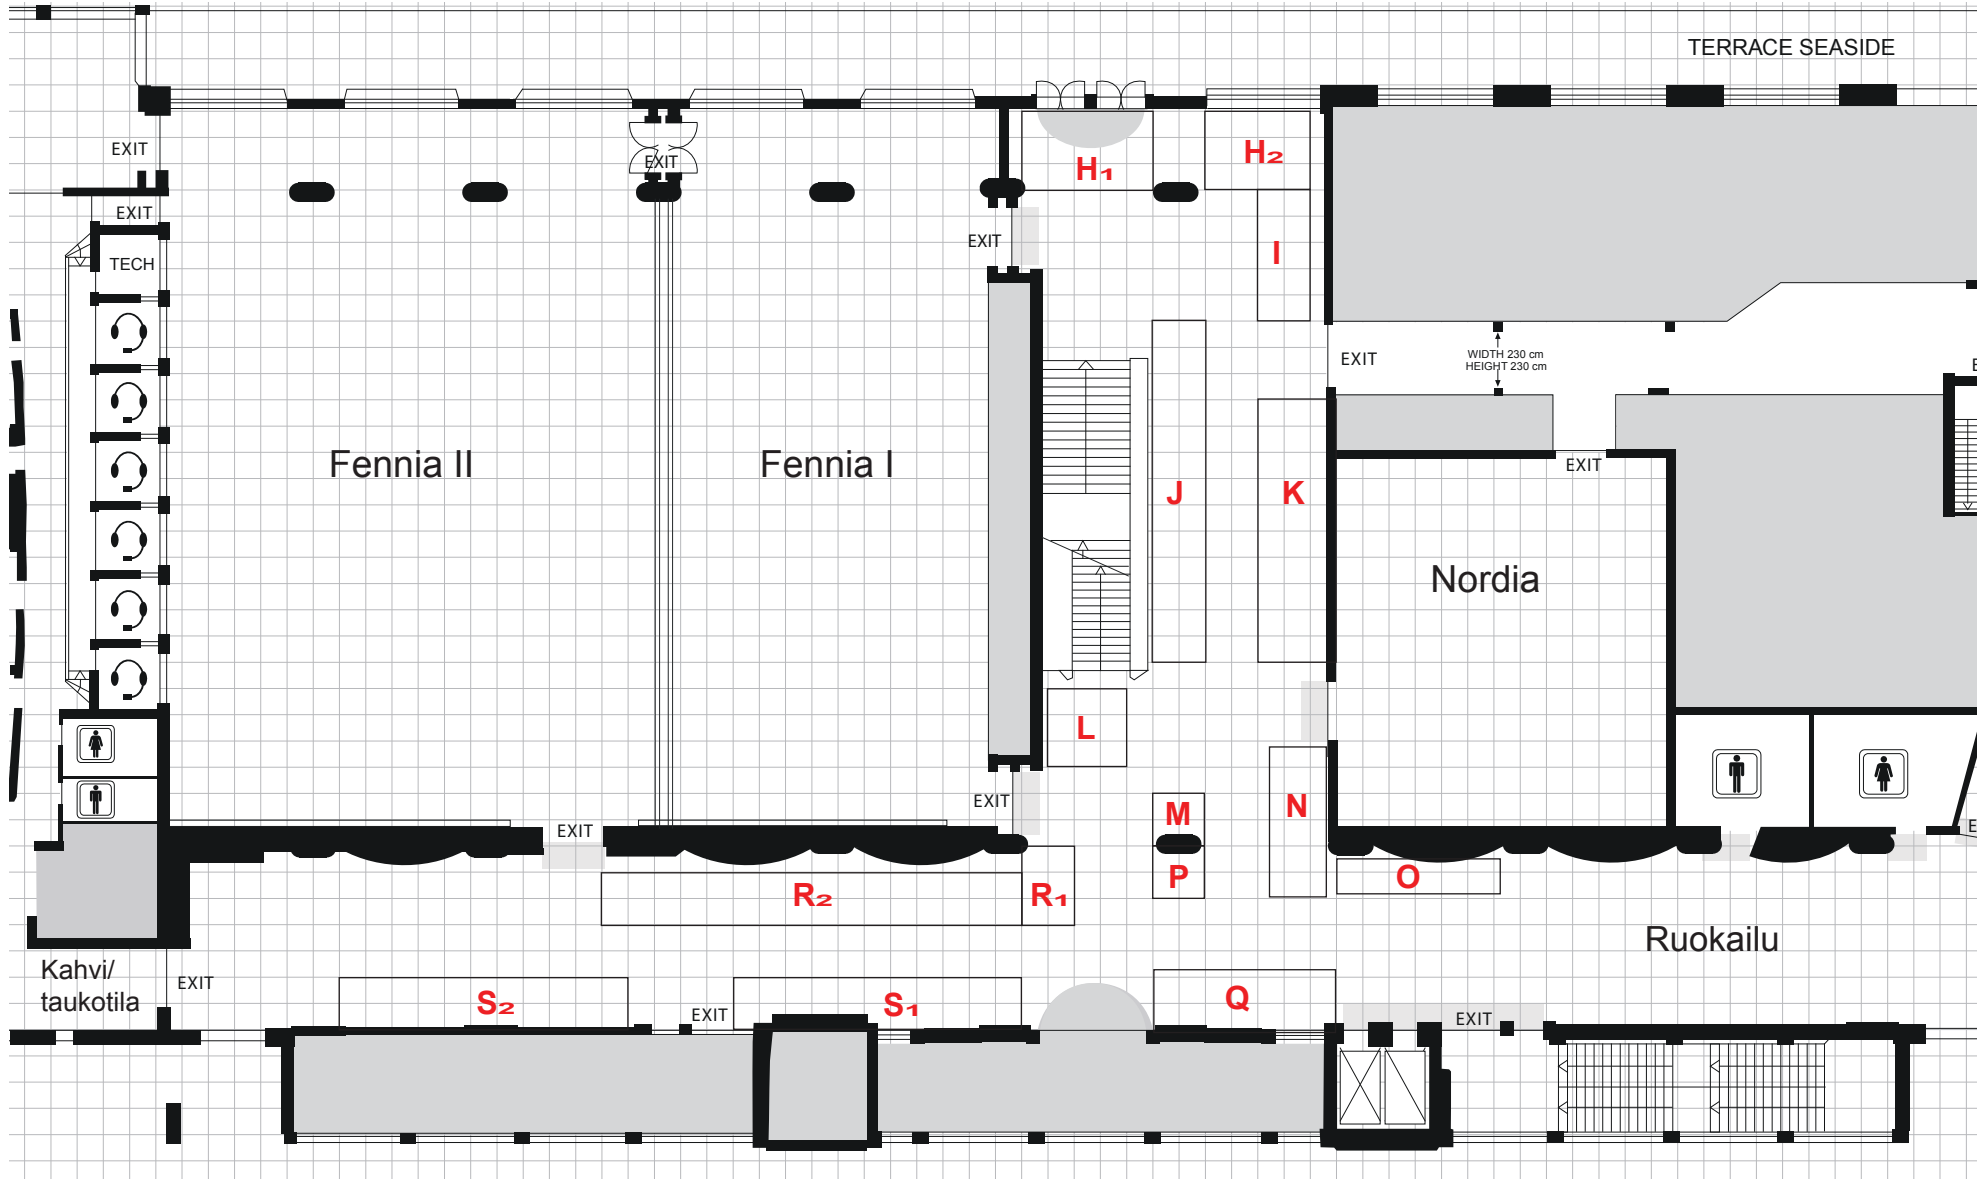 TERRACE SEASIDE
EXIT
EXIT
H₁
H₂
EXIT
TECH
EXIT
I
EXIT
WIDTH 230 cm
HEIGHT 230 cm
Fennia II
Fennia I
J
K
EXIT
Nordia
L
EXIT
M
N
EXIT
P
O
R₂
R₁
Ruokailu
Kahvi/
taukotila
EXIT
S₂
S₁
EXIT
Q
EXIT